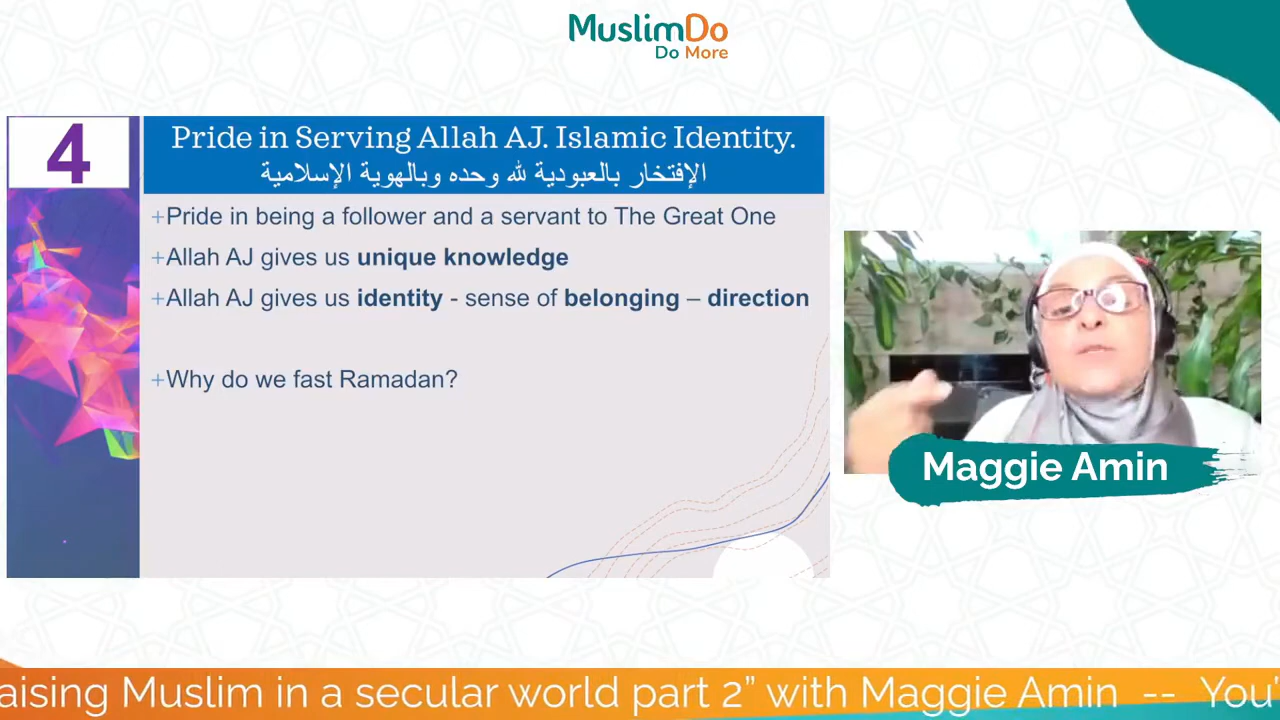 MuslimDo
Do More
4
Pride in Serving Allah AJ. Islamic Identity.
الإفتخار بالعبودية لله وحده وبالهوية الإسلامية
+Pride in being a follower and a servant to The Great One
+Allah AJ gives us unique knowledge
+Allah AJ gives us identity - sense of belonging – direction
+Why do we fast Ramadan?
Maggie Amin
aising Muslim in a secular world part 2” with Maggie Amin -- You'